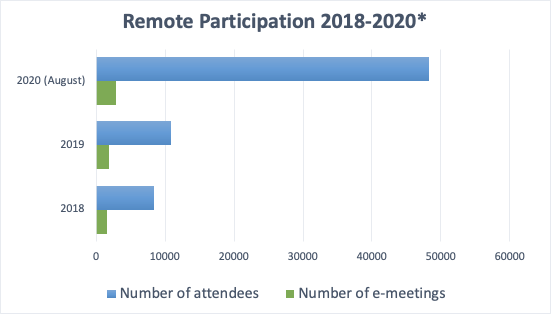 Remote Participation 2018-2020*
2020 (August)
2019
2018
0 10000 20000 30000 40000 50000 60000
Number of attendees Number of e-meetings